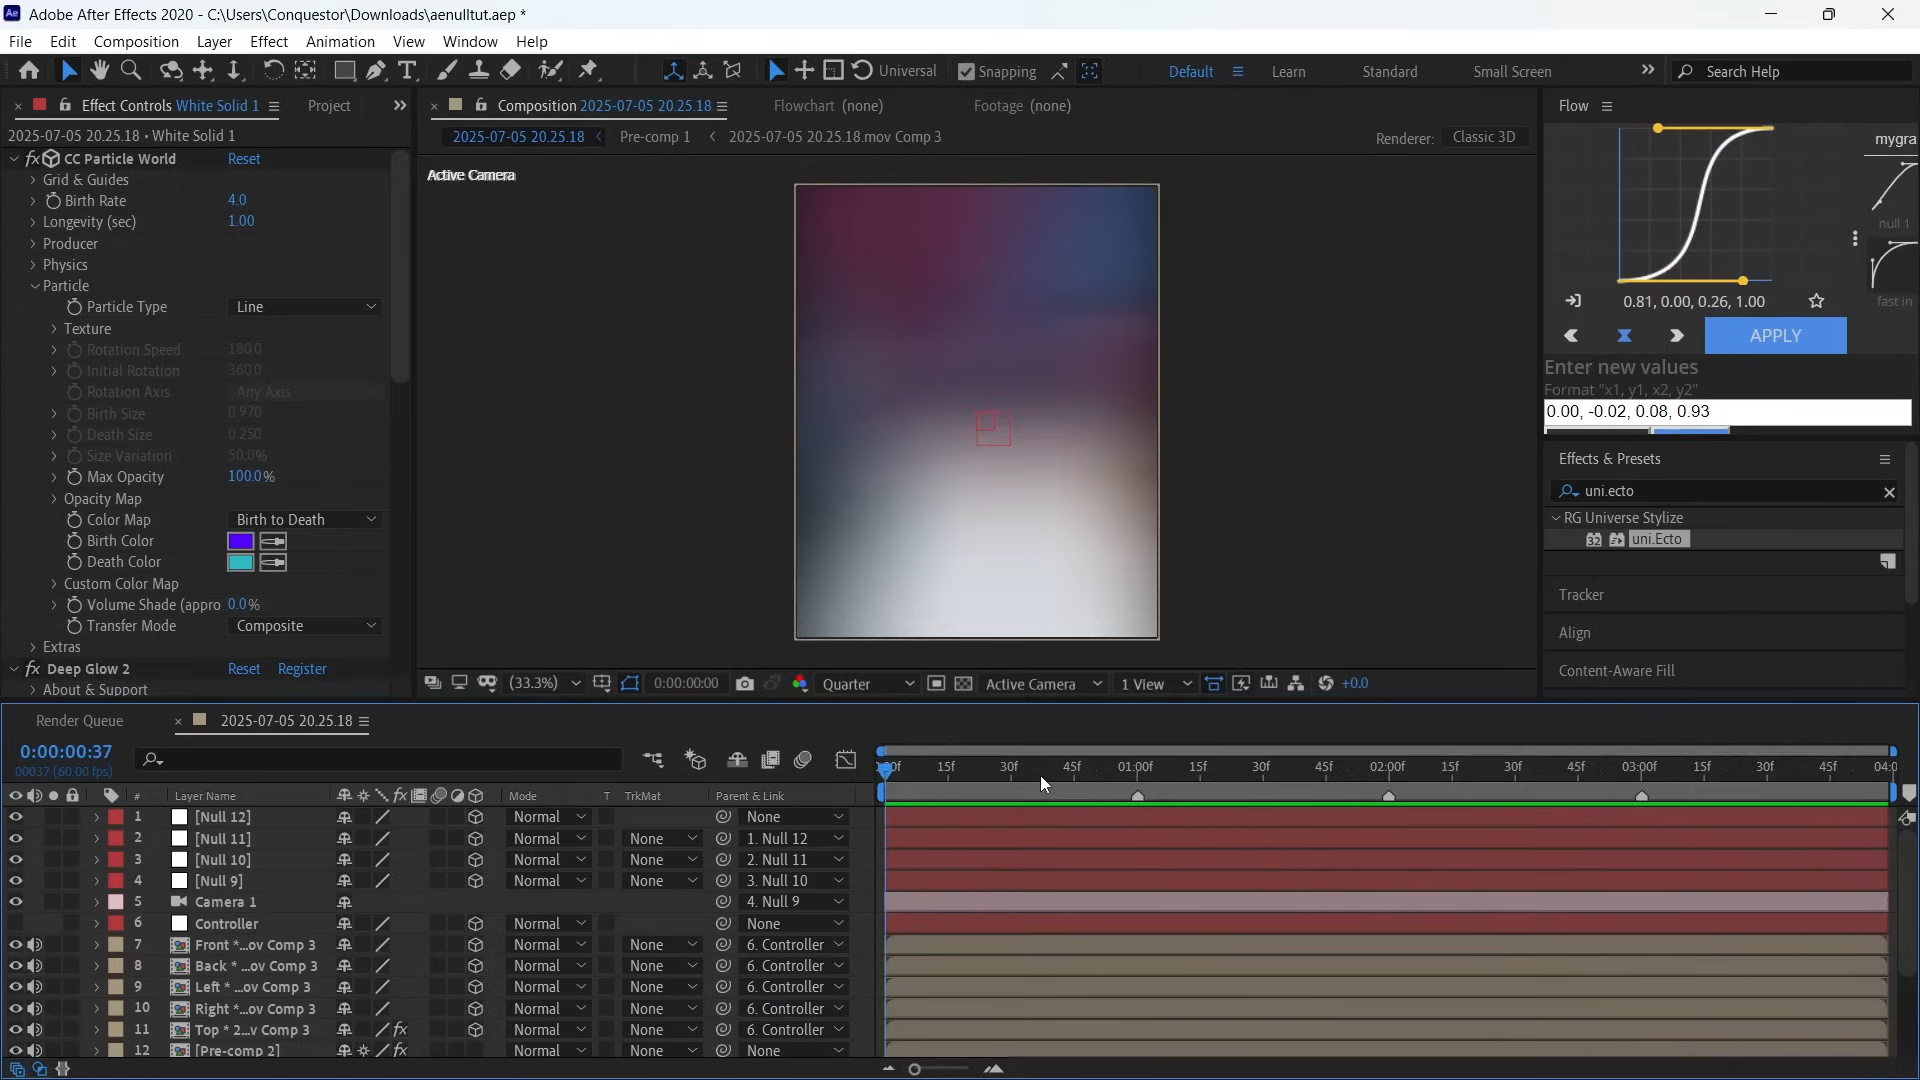 Adobe After Effects 2020 - C:\Users\Conquestor\Downloads\aenulltut.aep *
File Edit Composition Layer Effect Animation View Window Help
Universal Snapping Default Learn Standard Small Screen Search Help
Effect Controls White Solid 1 Project
Composition 2025-07-05 20.25.18 Flowchart (none) Footage (none)
Flow
2025-07-05 20.25.18 • White Solid 1
2025-07-05 20.25.18 Pre-comp 1 2025-07-05 20.25.18.mov Comp 3
Renderer: Classic 3D
mygra
CC Particle World Reset
Grid & Guides
Birth Rate 4.0
Longevity (sec) 1.00
Producer
Physics
Particle
Particle Type Line
Texture
Rotation Speed 180.0
Initial Rotation 360.0
Rotation Axis Any Axis
Birth Size 0.970
Death Size 0.250
Size Variation 50.0%
Max Opacity 100.0%
Opacity Map
Color Map Birth to Death
Birth Color
Death Color
Custom Color Map
Volume Shade (appro 0.0%
Transfer Mode Composite
Extras
Deep Glow 2 Reset Register
About & Support
Active Camera
(33.3%) 0:00:00:00 Quarter Active Camera 1 View +0.0
null 1
fast in
0.81, 0.00, 0.26, 1.00
APPLY
Enter new values
Format "x1, y1, x2, y2"
0.00, -0.02, 0.08, 0.93
Effects & Presets
uni.ecto
RG Universe Stylize
32 uni.Ecto
Tracker
Align
Content-Aware Fill
Render Queue 2025-07-05 20.25.18
0:00:00:37
00037 (60.00 fps)
:00f 15f 30f 45f 01:00f 15f 30f 45f 02:00f 15f 30f 45f 03:00f 15f 30f 45f 04:0
# Layer Name Mode T TrkMat Parent & Link
1 [Null 12] Normal None
2 [Null 11] Normal None 1. Null 12
3 [Null 10] Normal None 2. Null 11
4 [Null 9] Normal None 3. Null 10
5 Camera 1 4. Null 9
6 Controller Normal None
7 Front *...ov Comp 3 Normal None 6. Controller
8 Back * ...ov Comp 3 Normal None 6. Controller
9 Left * ...ov Comp 3 Normal None 6. Controller
10 Right *...ov Comp 3 Normal None 6. Controller
11 Top * 2...v Comp 3 Normal None 6. Controller
12 [Pre-comp 2] Normal None None